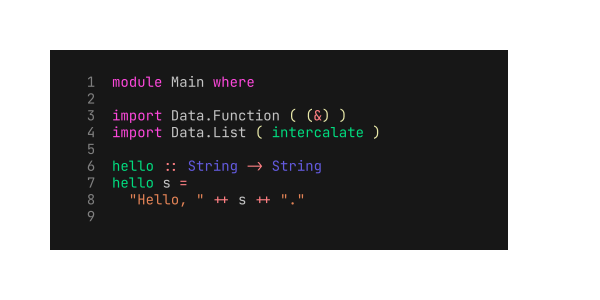 1 module Main where
2
3 import Data.Function ( (&) )
4 import Data.List ( intercalate )
5
6 hello :: String -> String
7 hello s =
8   "Hello, " ++ s ++ "."
9